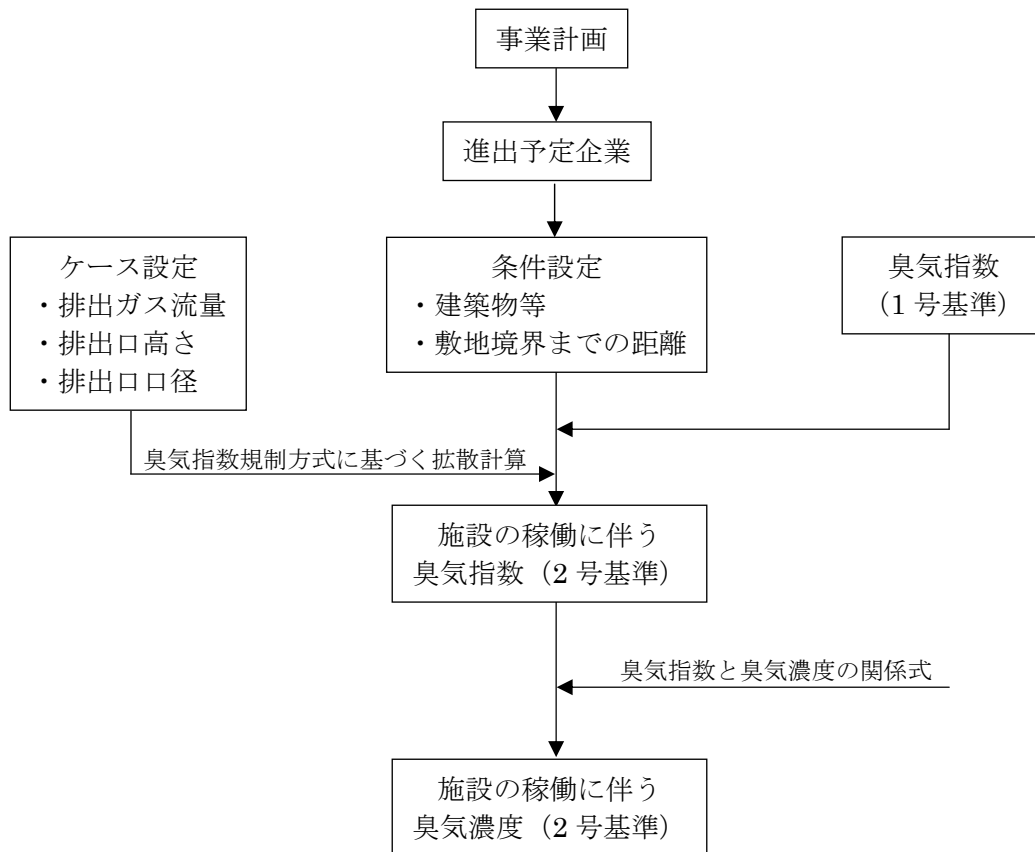 事業計画
進出予定企業
ケース設定
・排出ガス流量
・排出口高さ
・排出口口径
条件設定
・建築物等
・敷地境界までの距離
臭気指数
（1 号基準）
臭気指数規制方式に基づく拡散計算
施設の稼働に伴う
臭気指数（2 号基準）
臭気指数と臭気濃度の関係式
施設の稼働に伴う
臭気濃度（2 号基準）